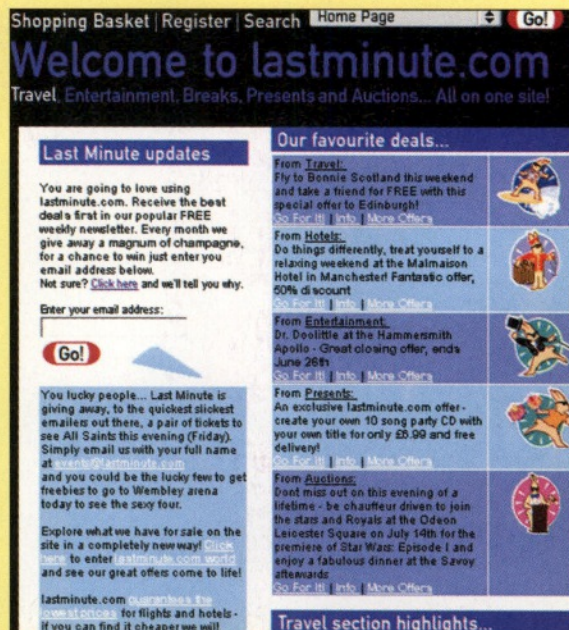 Shopping Basket | Register | Search Home Page Go!
Welcome to lastminute.com
Travel, Entertainment, Breaks, Presents and Auctions... All on one site!
Last Minute updates
You are going to love using
lastminute.com. Receive the best
deals first in our popular FREE
weekly newsletter. Every month we
give away a magnum of champagne,
for a chance to win just enter you
email address below.
Not sure? Click here and we'll tell you why.
Enter your email address:
Go!
You lucky people... Last Minute is
giving away, to the quickest slickest
emailers out there, a pair of tickets to
see All Saints this evening (Friday).
Simply email us with your full name
at events@lastminute.com
and you could be the lucky few to get
freebies to go to Wembley arena
today to see the sexy four.
Explore what we have for sale on the
site in a completely new way! Click
here to enter lastminute.com world
and see our great offers come to life!
lastminute.com guarantees the
lowest prices for flights and hotels -
if you can find it cheaper we will
Our favourite deals...
From Travel:
Fly to Bonnie Scotland this weekend
and take a friend for FREE with this
special offer to Edinburgh!
Go For It! | Info | More Offers
From Hotels:
Do things differently, treat yourself to a
relaxing weekend at the Malmaison
Hotel in Manchester! Fantastic offer,
50% discount
Go For It! | Info | More Offers
From Entertainment:
Dr. Doolittle at the Hammersmith
Apollo - Great closing offer, ends
June 26th
Go For It! | Info | More Offers
From Presents:
An exclusive lastminute.com offer -
create your own 10 song party CD with
your own title for only £6.99 and free
delivery!
Go For It! | Info | More Offers
From Auctions:
Dont miss out on this evening of a
lifetime - be chauffeur driven to join
the stars and Royals at the Odeon
Leicester Square on July 14th for the
premiere of Star Wars: Episode I and
enjoy a fabulous dinner at the Savoy
afterwards
Go For It! | Info | More Offers
Travel section highlights...